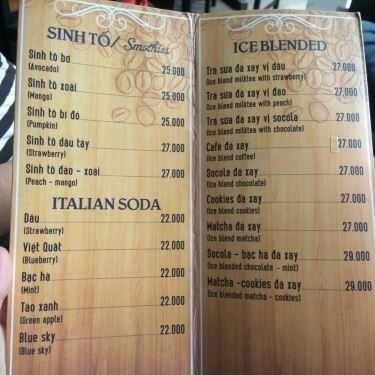 SINH TỐ/ Smothies
Sinh tố bơ 25.000
(Avocado)
Sinh tố xoài 25.000
(Mango)
Sinh tố bí đỏ 25.000
(Pumpkin)
Sinh tố dâu tây 27.000
(Strawberry)
Sinh tố đào - xoài 27.000
(Peach - mango)
ITALIAN SODA
Dâu 22.000
(Strawberry)
Việt Quất 22.000
(Blueberry)
Bạc hà 22.000
(Mint)
Táo xanh 22.000
(Green apple)
Blue sky 22.000
(Blue sky)
ICE BLENDED
Trà sữa đá xay vị dâu 27.000
(Ice blend milktea with strawberry)
Trà sữa đá xay vị đào 27.000
(Ice blend milktea with peach)
Trà sữa đá xay vị socola 27.000
(Ice blend milktea with chocolate)
Cafe đá xay 27.000
(Ice blend coffee)
Socola đá xay 27.000
(Ice blend chocolate)
Cookies đá xay 27.000
(Ice blend cookies)
Matcha đá xay 27.000
(Ice blend matcha)
Socola - bạc hà đá xay 29.000
(Ice blended chocolate - mint)
Matcha -cookies đá xay 29.000
(Ice blended matcha - cookies)